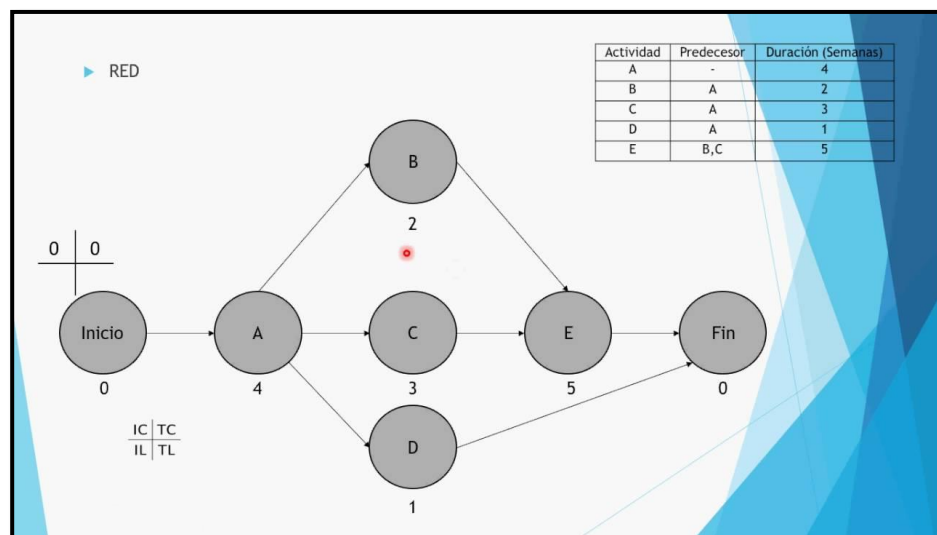 RED
Actividad Predecesor Duración (Semanas)
A - 4
B A 2
C A 3
D A 1
E B,C 5
B
2
0 0
Inicio A C E Fin
0 4 3 5 0
IC TC
IL TL
D
1